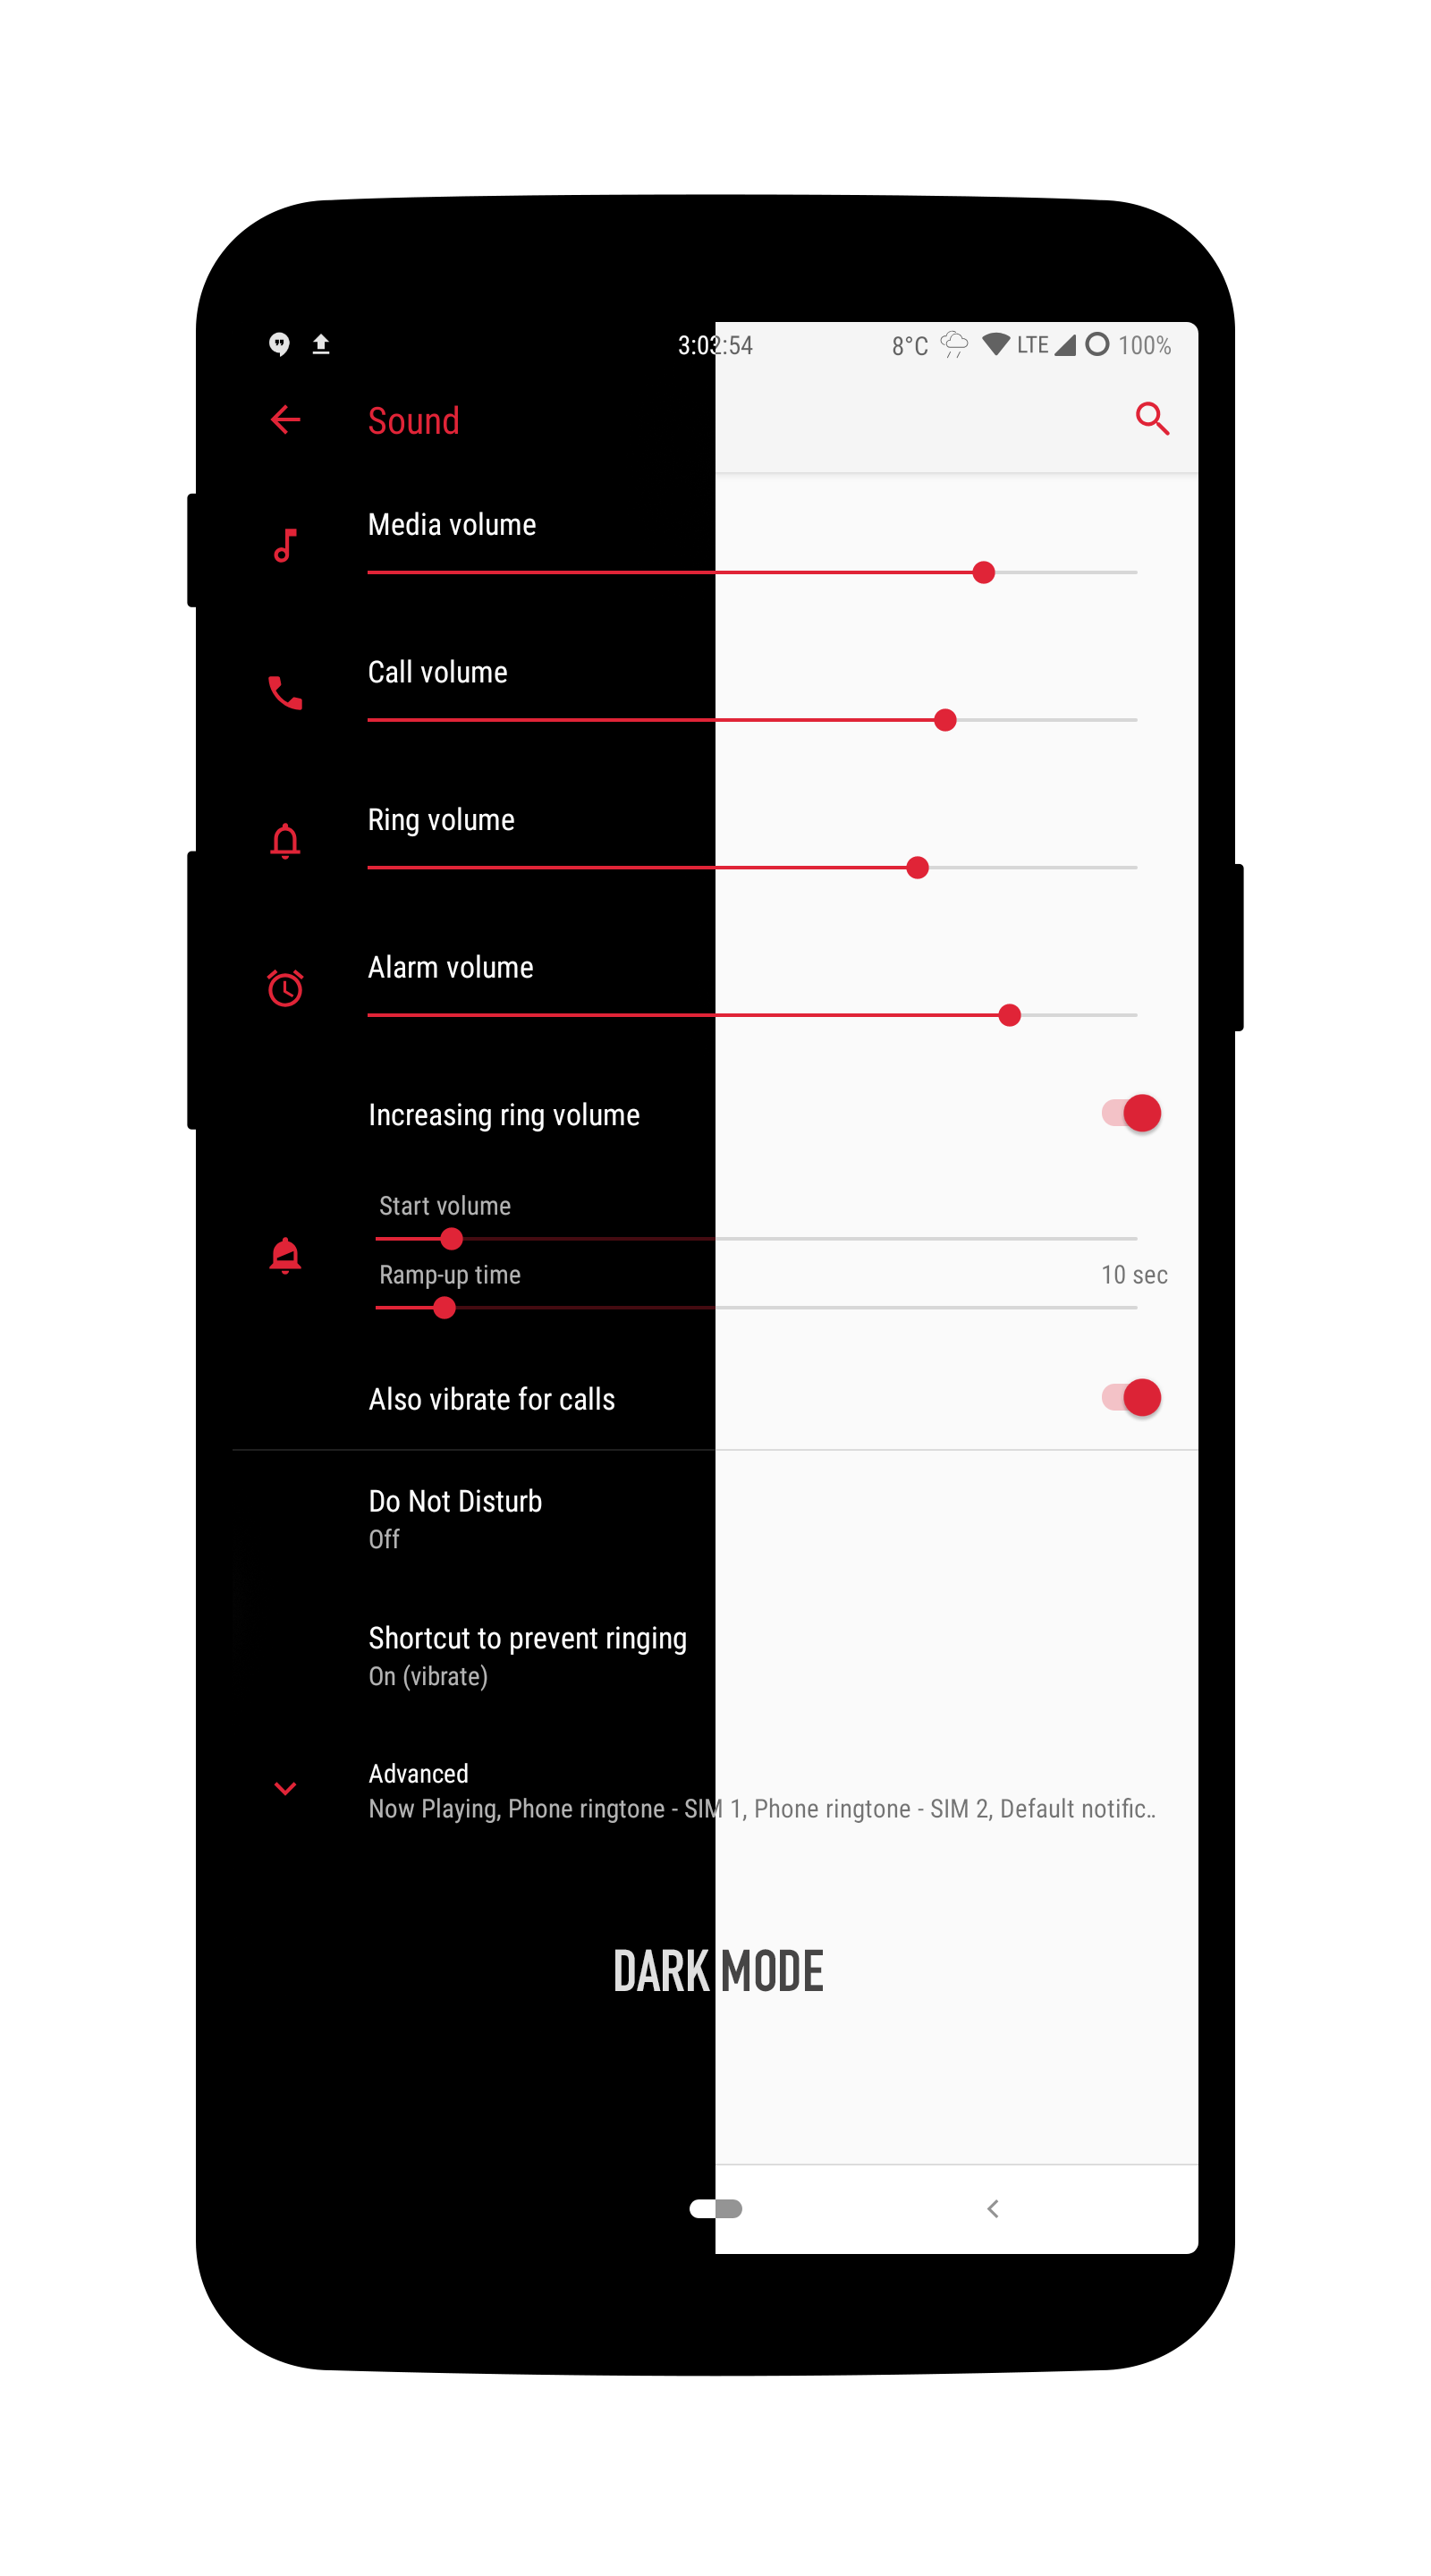 3:02:54 8°C LTE 100%
Sound
Media volume
Call volume
Ring volume
Alarm volume
Increasing ring volume
Start volume
Ramp-up time 10 sec
Also vibrate for calls
Do Not Disturb
Off
Shortcut to prevent ringing
On (vibrate)
Advanced
Now Playing, Phone ringtone - SIM 1, Phone ringtone - SIM 2, Default notific..
DARK MODE